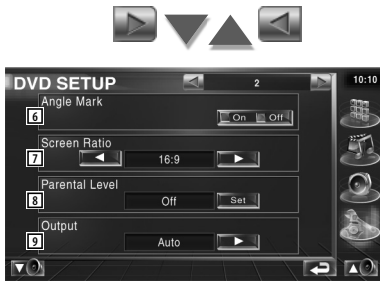 DVD SETUP 2 10:10
Angle Mark
6 On Off
Screen Ratio
7 16:9
Parental Level
8 Off Set
Output
9 Auto